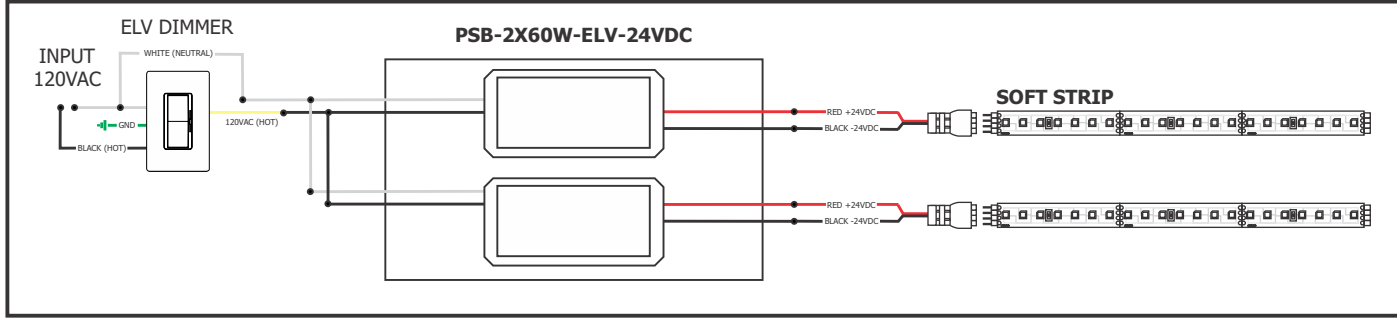 ELV DIMMER
PSB-2X60W-ELV-24VDC
INPUT
120VAC
WHITE (NEUTRAL)
SOFT STRIP
GND
120VAC (HOT)
RED +24VDC
BLACK -24VDC
BLACK (HOT)
RED +24VDC
BLACK -24VDC